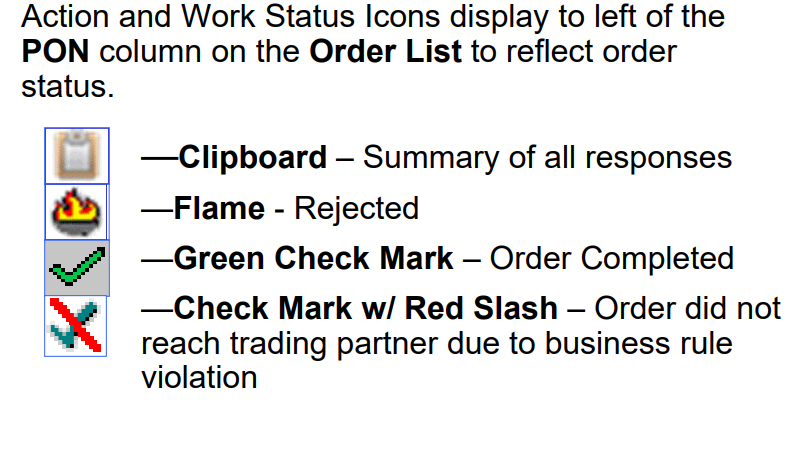 Action and Work Status Icons display to left of the
PON column on the Order List to reflect order
status.
—Clipboard – Summary of all responses
—Flame - Rejected
—Green Check Mark – Order Completed
—Check Mark w/ Red Slash – Order did not
reach trading partner due to business rule
violation